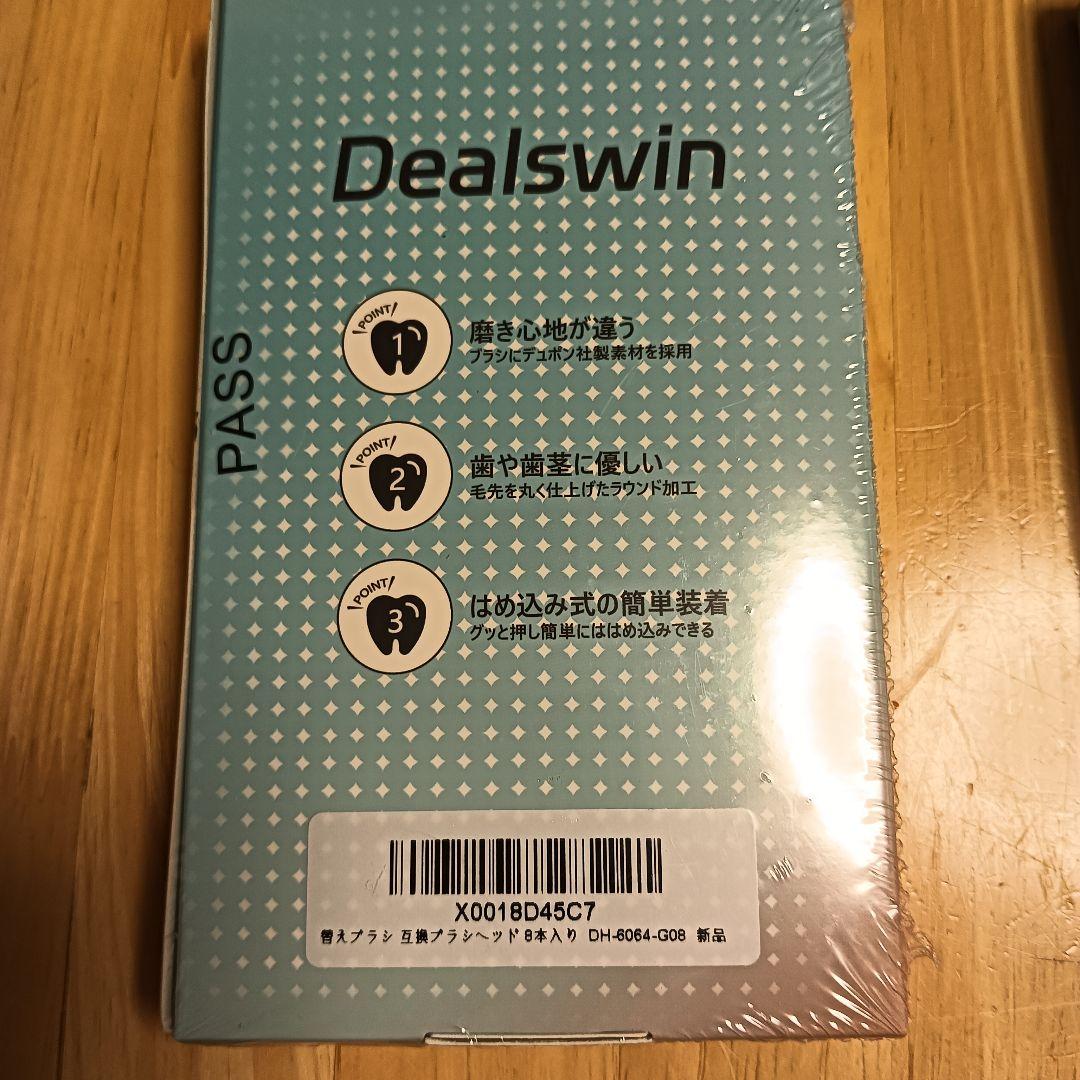 Dealswin
PASS
POINT
1
磨き心地が違う
ブラシにデュポン社製素材を採用
POINT
2
歯や歯茎に優しい
毛先を丸く仕上げたラウンド加工
POINT
3
はめ込み式の簡単装着
グッと押し簡単にははめ込みできる
X0018D45C7
替えブラシ 互換ブラシヘッド 8本入り DH-6064-G08 新品